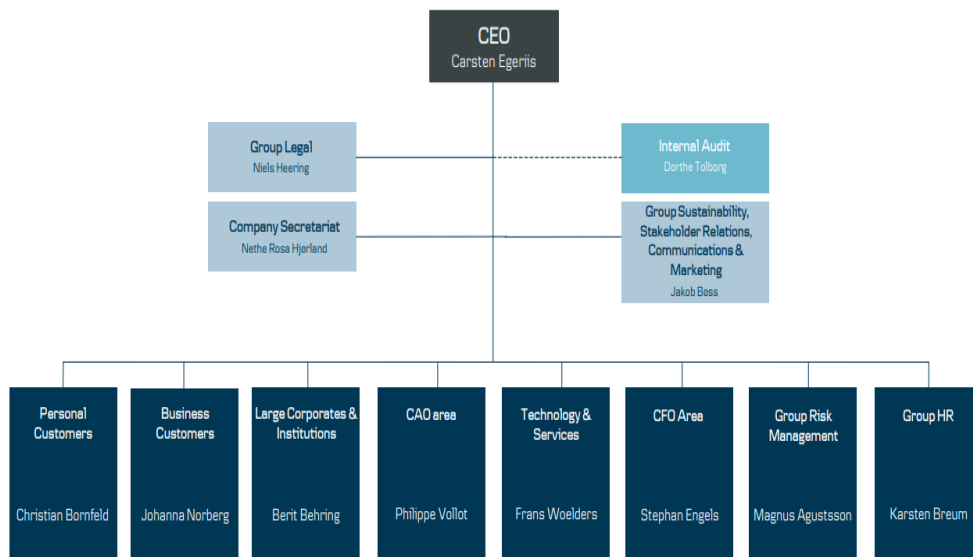 CEO
Carsten Egeriis
Group Legal
Niels Heering
Internal Audit
Dorthe Tolborg
Company Secretariat
Nethe Rosa Hjørland
Group Sustainability,
Stakeholder Relations,
Communications &
Marketing
Jakob Bøss
Personal
Customers
Christian Bornfeld
Business
Customers
Johanna Norberg
Large Corporates &
Institutions
Berit Behring
CAO area
Philippe Vollot
Technology &
Services
Frans Woelders
CFO Area
Stephan Engels
Group Risk
Management
Magnus Agustsson
Group HR
Karsten Breum